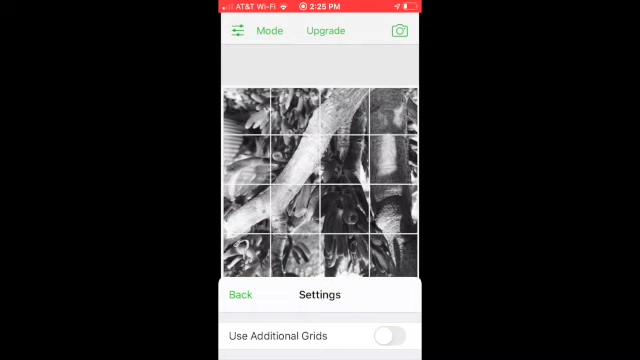 AT&T Wi-Fi 2:25 PM
Mode Upgrade
Back Settings
Use Additional Grids